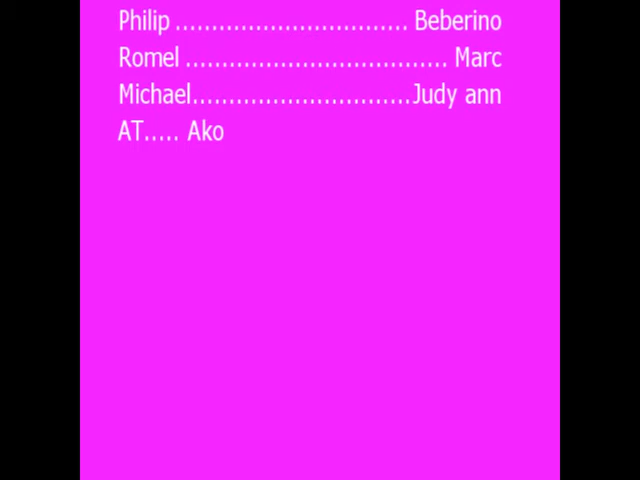 Philip ................................ Beberino
Romel .................................... Marc
Michael..............................Judy ann
AT..... Ako